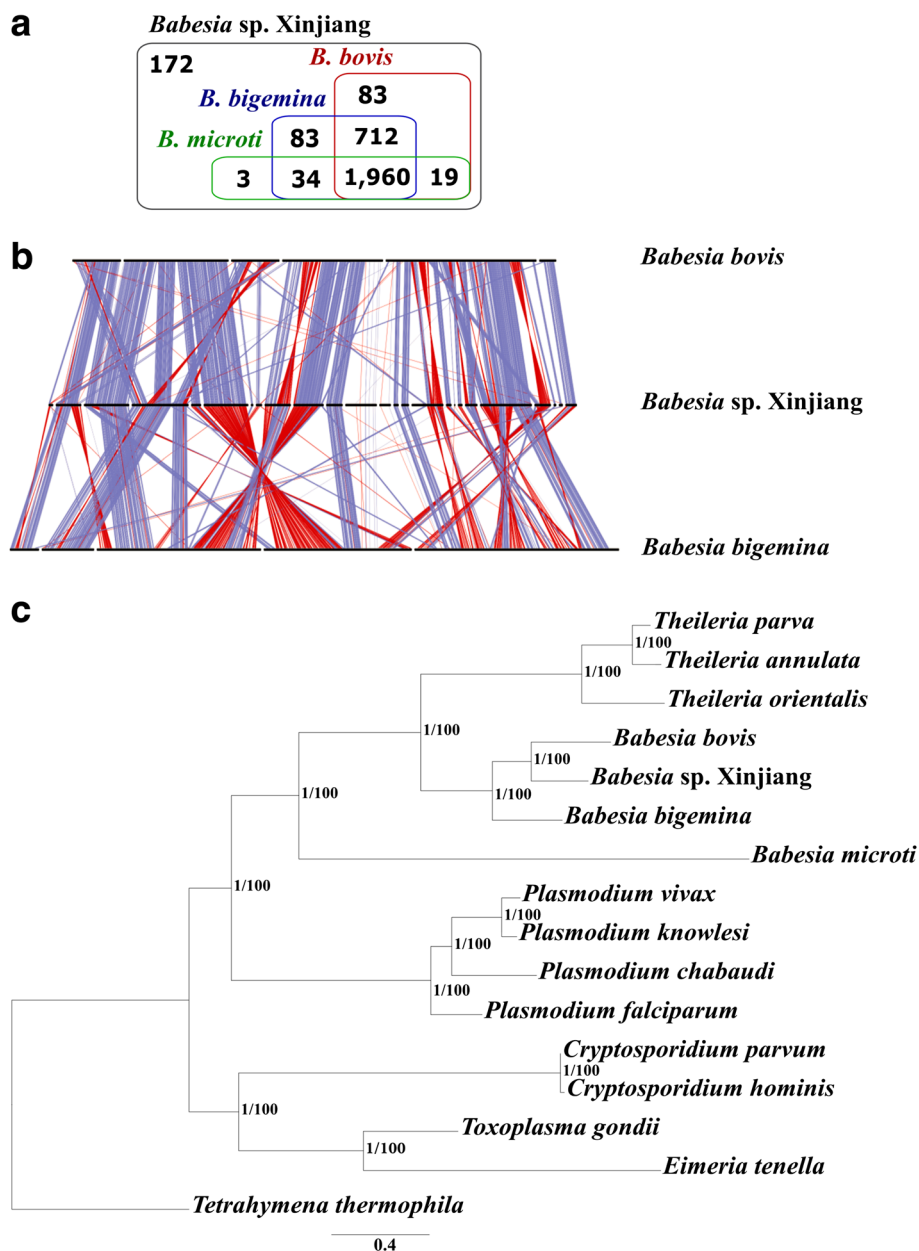 a
Babesia sp. Xinjiang
172
B. bovis
B. bigemina
83
B. microti
83
712
3
34
1,960
19
b
Babesia bovis
Babesia sp. Xinjiang
Babesia bigemina
c
Theileria parva
1/100
Theileria annulata
1/100
Theileria orientalis
1/100
Babesia bovis
1/100
Babesia sp. Xinjiang
1/100
1/100
Babesia bigemina
Babesia microti
1/100
Plasmodium vivax
1/100
Plasmodium knowlesi
1/100
Plasmodium chabaudi
1/100
Plasmodium falciparum
Cryptosporidium parvum
1/100
Cryptosporidium hominis
1/100
Toxoplasma gondii
1/100
Eimeria tenella
Tetrahymena thermophila
0.4